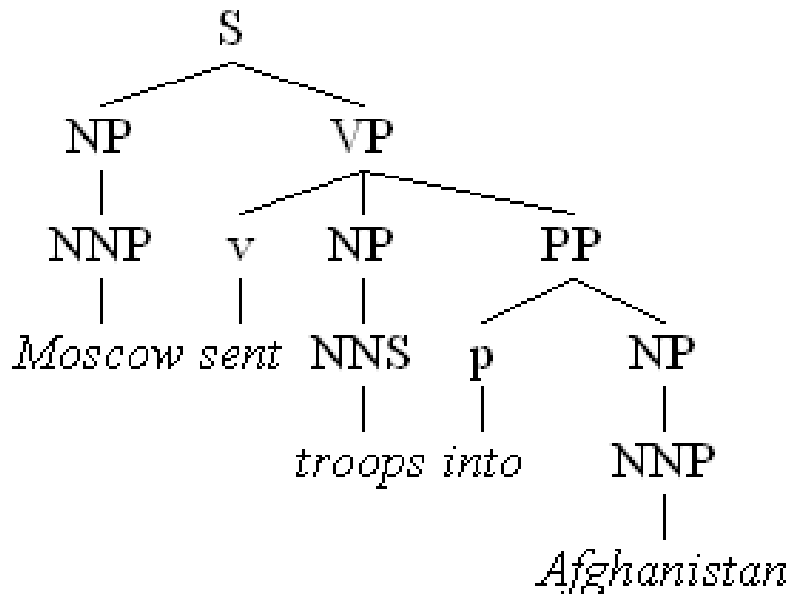 S
NP VP
NNP v NP PP
Moscow sent NNS p NP
troops into NNP
Afghanistan